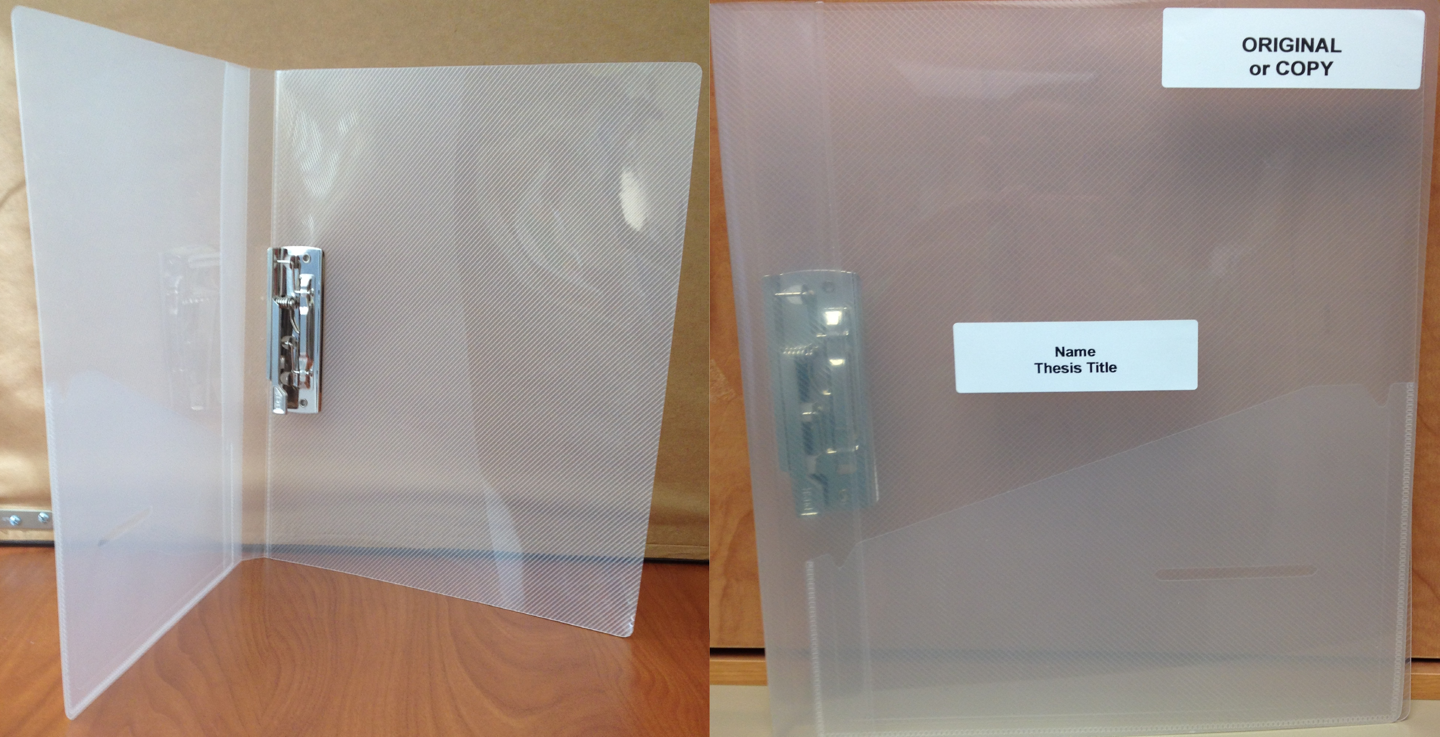 ORIGINAL
or COPY
Name
Thesis Title